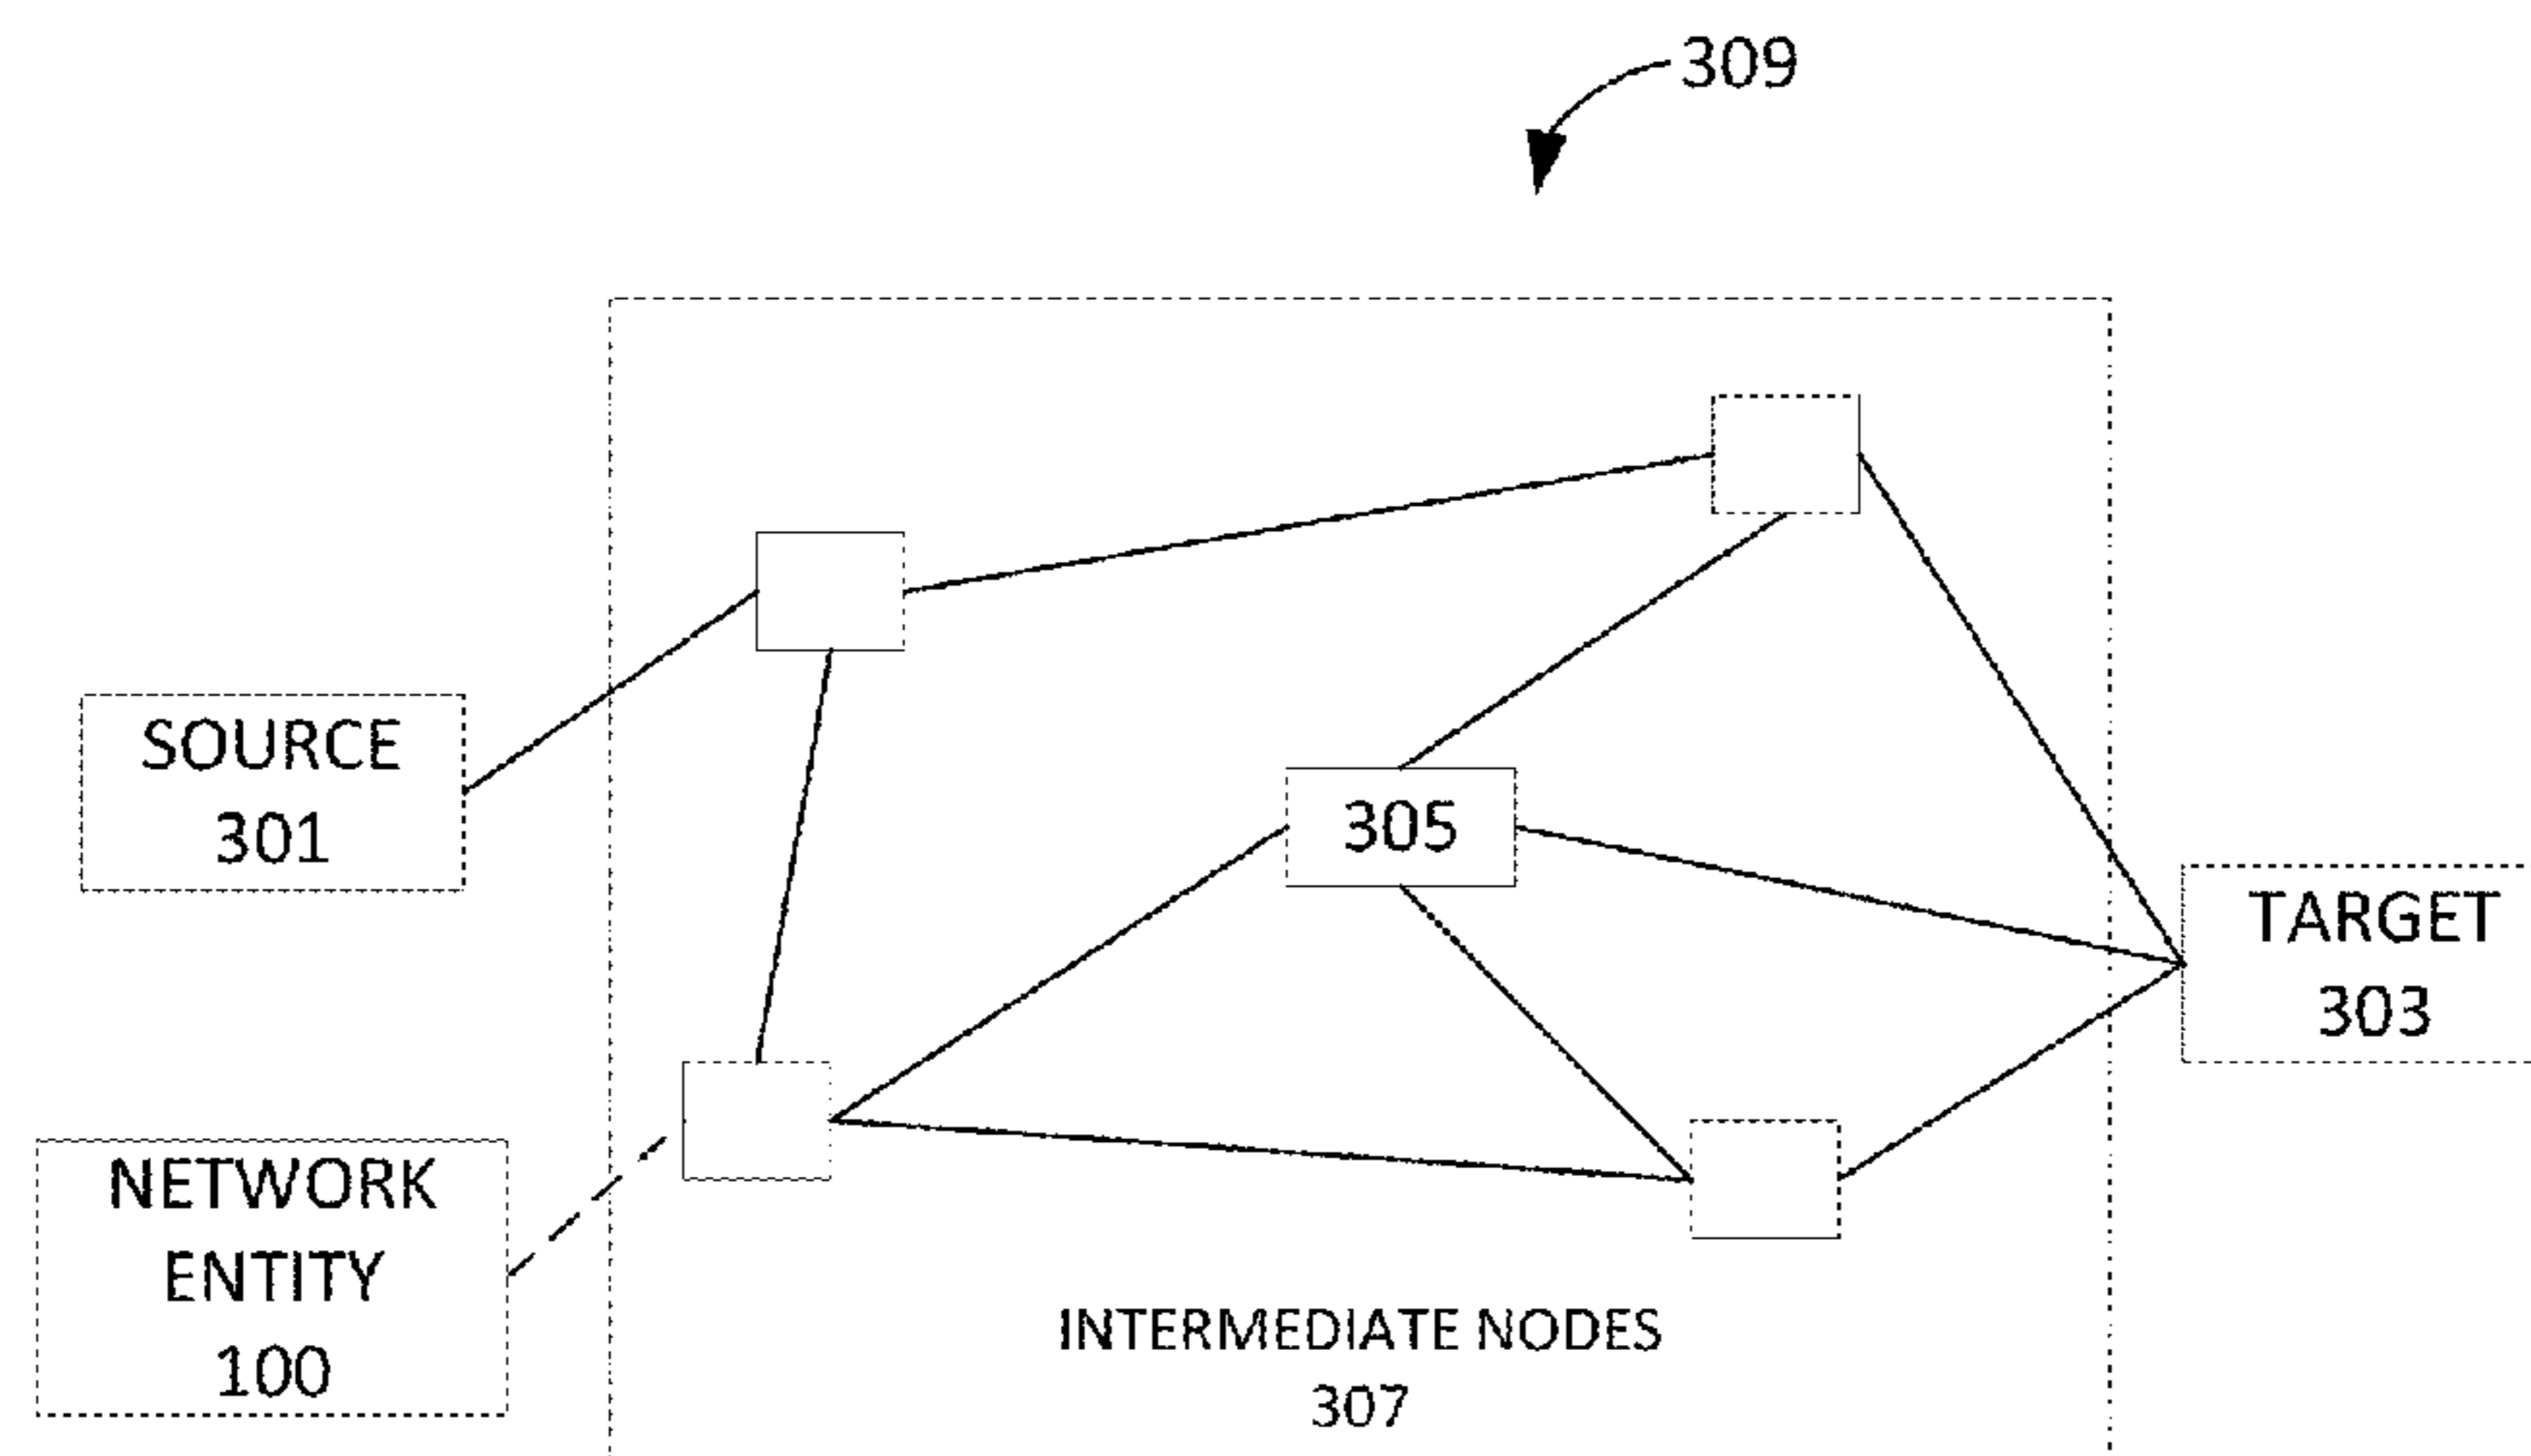 309
SOURCE
301
305
TARGET
303
NETWORK
ENTITY
100
INTERMEDIATE NODES
307